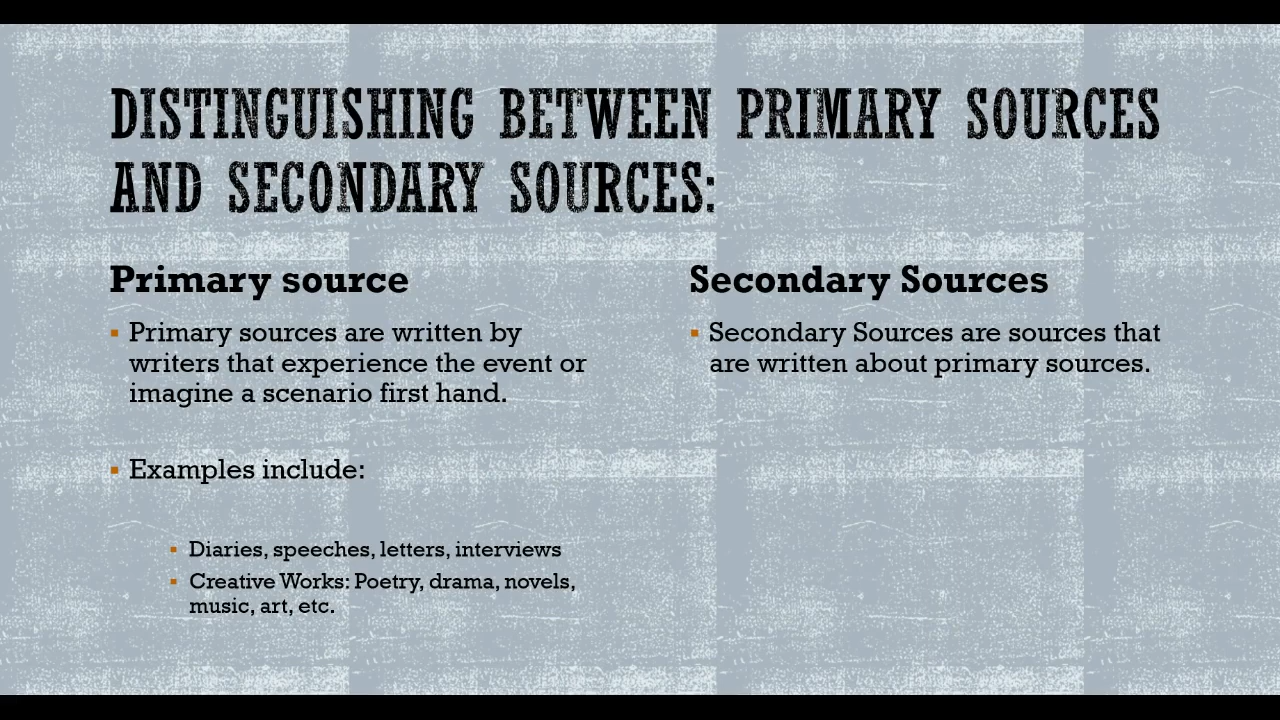 DISTINGUISHING BETWEEN PRIMARY SOURCES
AND SECONDARY SOURCES:
Primary source
Primary sources are written by
writers that experience the event or
imagine a scenario first hand.
Examples include:
Diaries, speeches, letters, interviews
Creative Works: Poetry, drama, novels,
music, art, etc.
Secondary Sources
Secondary Sources are sources that
are written about primary sources.